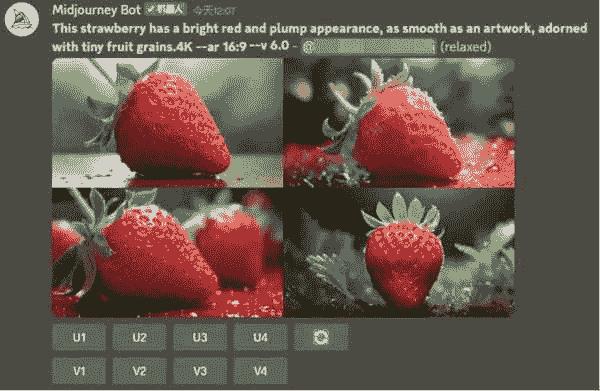 Midjourney Bot ✓机器人 今天12:07
This strawberry has a bright red and plump appearance, as smooth as an artwork, adorned
with tiny fruit grains.4K --ar 16:9 --v 6.0 - @ (relaxed)
U1 U2 U3 U4
V1 V2 V3 V4